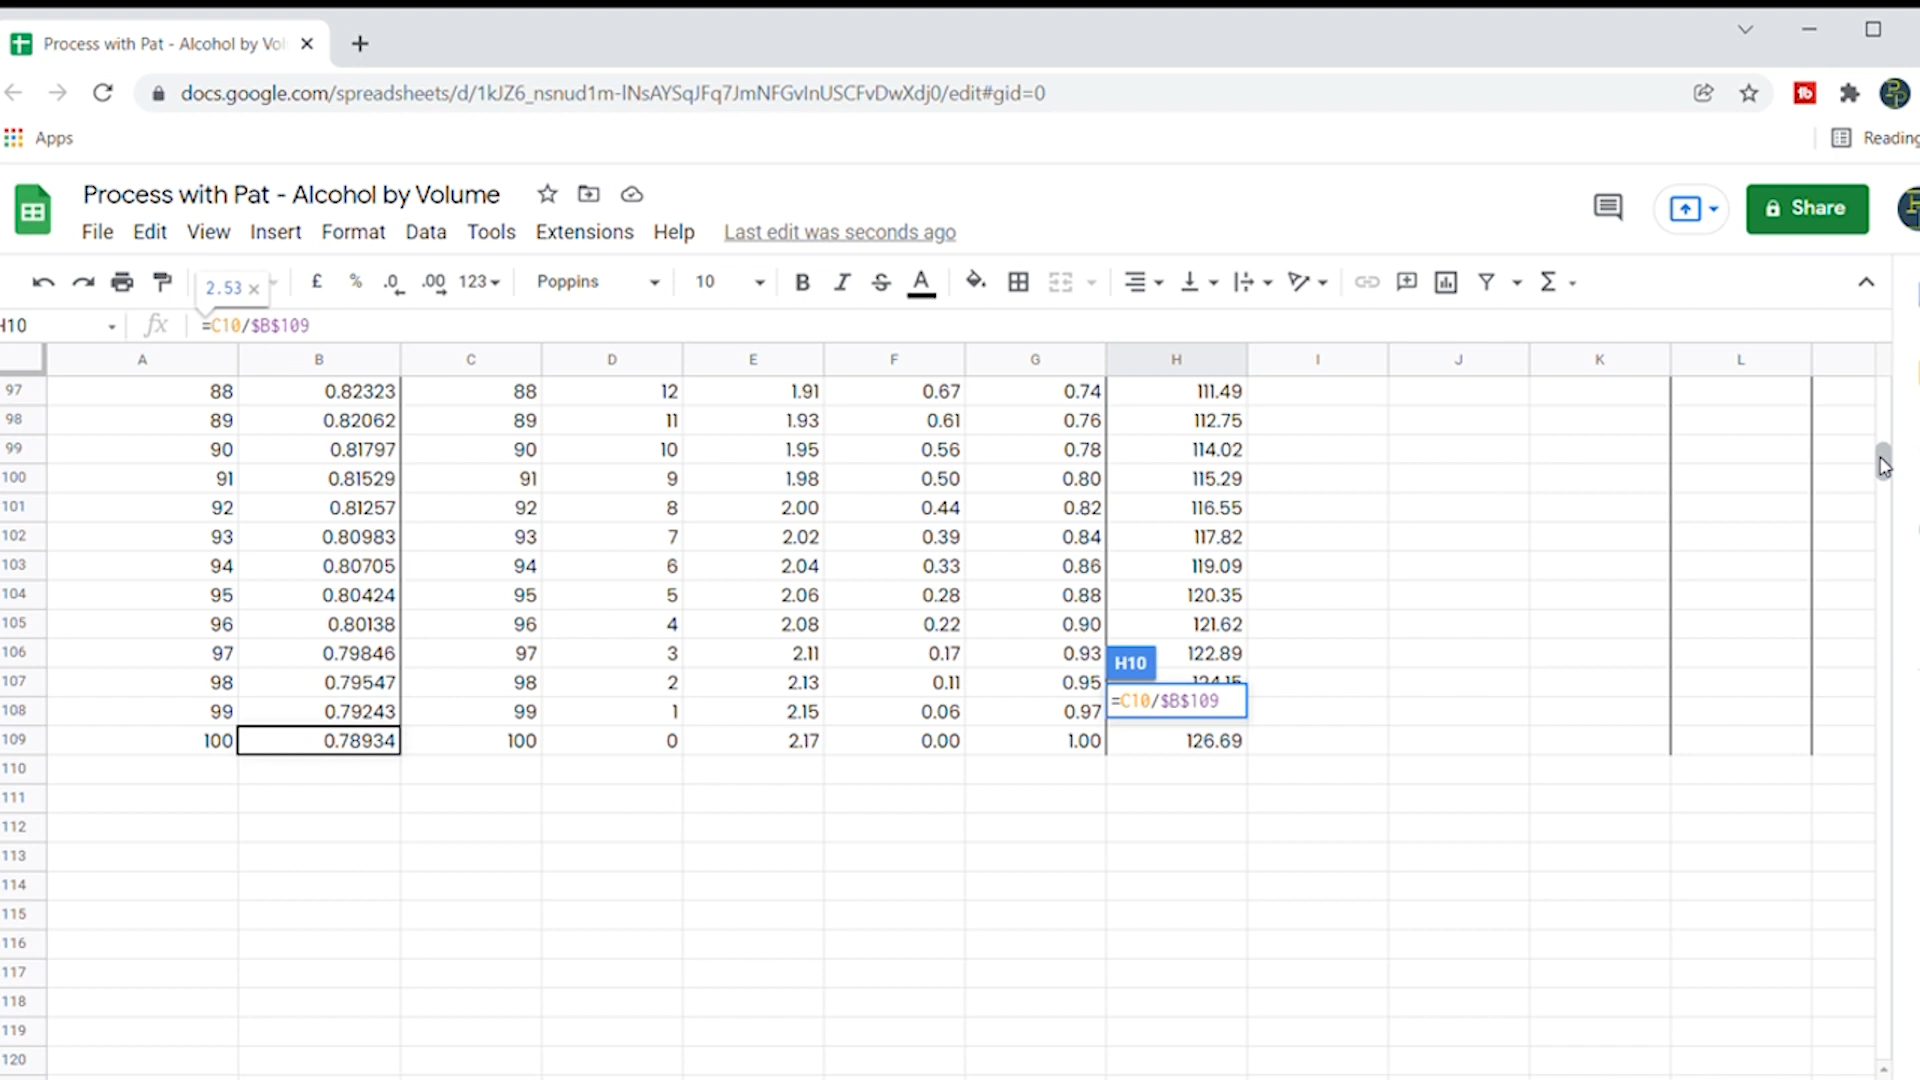 Process with Pat - Alcohol by Vol
docs.google.com/spreadsheets/d/1kJZ6_nsnud1m-lNsAYSqJFq7JmNFGvInUSCFvDwXdj0/edit#gid=0
Apps
Reading
Process with Pat - Alcohol by Volume
File Edit View Insert Format Data Tools Extensions Help Last edit was seconds ago
Share
2.53 ×
£ % .0 .00 123 Poppins 10 B I S A Σ
H10 fx =C10/$B$109
A B C D E F G H I J K L
97 88 0.82323 88 12 1.91 0.67 0.74 111.49
98 89 0.82062 89 11 1.93 0.61 0.76 112.75
99 90 0.81797 90 10 1.95 0.56 0.78 114.02
100 91 0.81529 91 9 1.98 0.50 0.80 115.29
101 92 0.81257 92 8 2.00 0.44 0.82 116.55
102 93 0.80983 93 7 2.02 0.39 0.84 117.82
103 94 0.80705 94 6 2.04 0.33 0.86 119.09
104 95 0.80424 95 5 2.06 0.28 0.88 120.35
105 96 0.80138 96 4 2.08 0.22 0.90 121.62
106 97 0.79846 97 3 2.11 0.17 0.93 122.89
H10
107 98 0.79547 98 2 2.13 0.11 0.95 124.15
108 99 0.79243 99 1 2.15 0.06 0.97 =C10/$B$109
109 100 0.78934 100 0 2.17 0.00 1.00 126.69
110
111
112
113
114
115
116
117
118
119
120